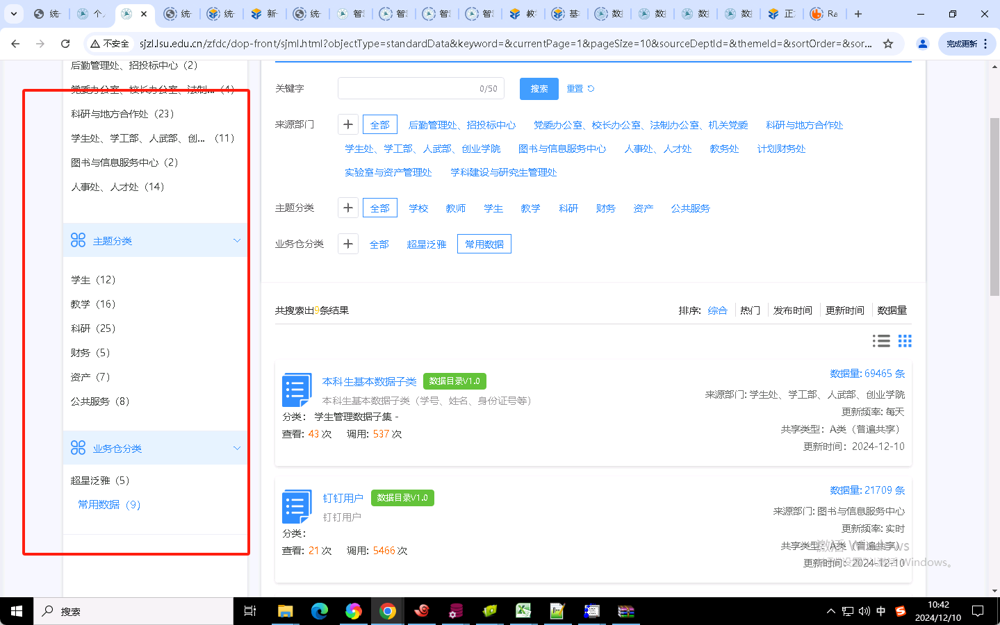 统一
个人
统一
统一
新一
统一
智
智
智
智
教
基
数据
数据
数据
数据
正
Ra
不安全
sjzl.lsu.edu.cn/zfdc/dop-front/sjml.html?objectType=standardData&keyword=&currentPage=1&pageSize=10&sourceDeptId=&themeId=&sortOrder=&sor...
完成更新
后勤管理处、招投标中心（2）
党委办公室、校长办公室、法制...（4）
科研与地方合作处（23）
学生处、学工部、人武部、创...（11）
图书与信息服务中心（2）
人事处、人才处（14）
主题分类
学生（12）
教学（16）
科研（25）
财务（5）
资产（7）
公共服务（8）
业务仓分类
超星泛雅（5）
常用数据（9）
关键字
0/50
搜索
重置
来源部门
全部
后勤管理处、招投标中心
党委办公室、校长办公室、法制办公室、机关党委
科研与地方合作处
学生处、学工部、人武部、创业学院
图书与信息服务中心
人事处、人才处
教务处
计划财务处
实验室与资产管理处
学科建设与研究生管理处
主题分类
全部
学校
教师
学生
教学
科研
财务
资产
公共服务
业务仓分类
全部
超星泛雅
常用数据
共搜索出9条结果
排序:
综合
热门
发布时间
更新时间
数据量
本科生基本数据子类
数据目录V1.0
本科生基本数据子类（学号、姓名、身份证号等）
分类： 学生管理数据子集 -
查看: 43 次 调用: 537 次
数据量: 69465 条
来源部门: 学生处、学工部、人武部、创业学院
更新频率: 每天
共享类型：A类（普遍共享）
更新时间：2024-12-10
钉钉用户
数据目录V1.0
钉钉用户
分类：
查看: 21 次 调用: 5466 次
数据量: 21709 条
来源部门: 图书与信息服务中心
更新频率: 实时
共享类型：A类（普遍共享）
更新时间：2024-12-10
激活 Windows
转到"设置"以激活 Windows。
搜索
中
10:42
2024/12/10